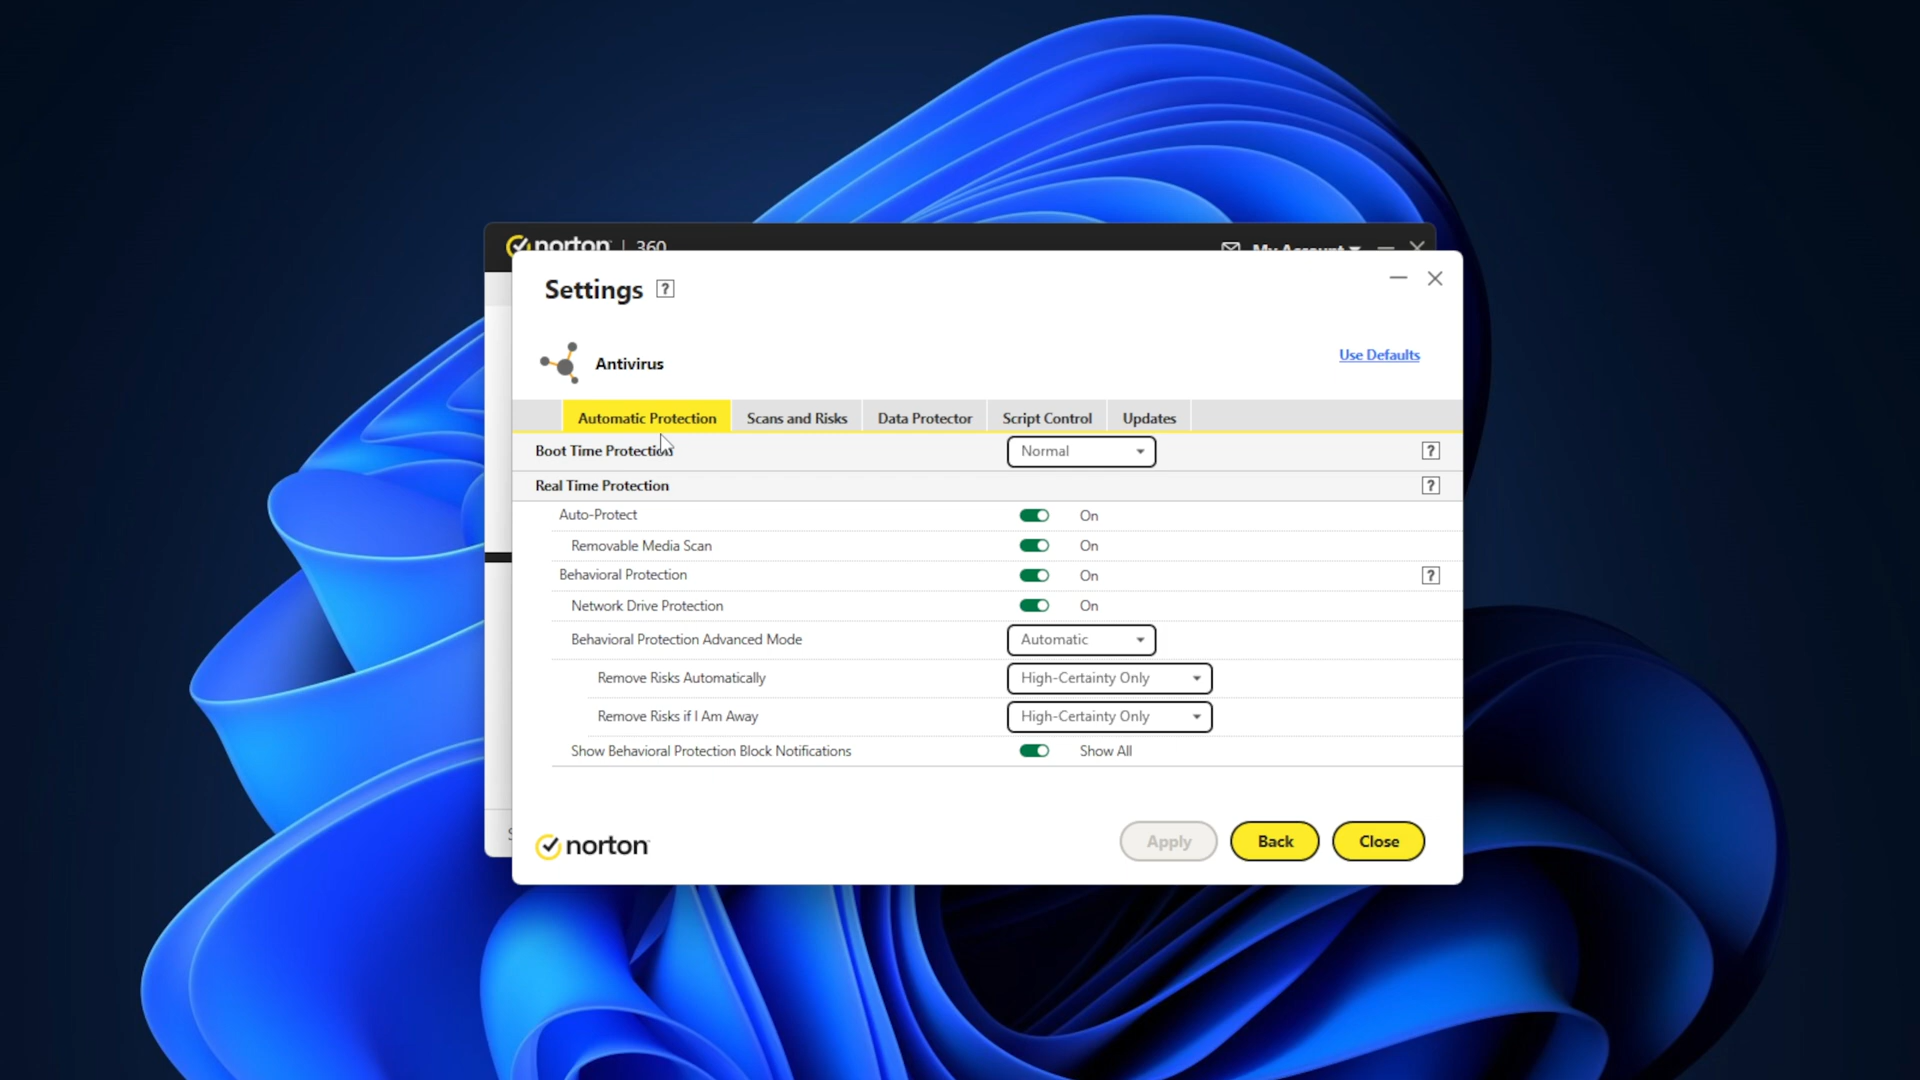 norton | 360
My Account
Settings ?
Antivirus
Use Defaults
Automatic Protection
Scans and Risks
Data Protector
Script Control
Updates
Boot Time Protection
Normal
?
Real Time Protection
?
Auto-Protect
On
Removable Media Scan
On
Behavioral Protection
On
?
Network Drive Protection
On
Behavioral Protection Advanced Mode
Automatic
Remove Risks Automatically
High-Certainty Only
Remove Risks if I Am Away
High-Certainty Only
Show Behavioral Protection Block Notifications
Show All
norton
Apply
Back
Close